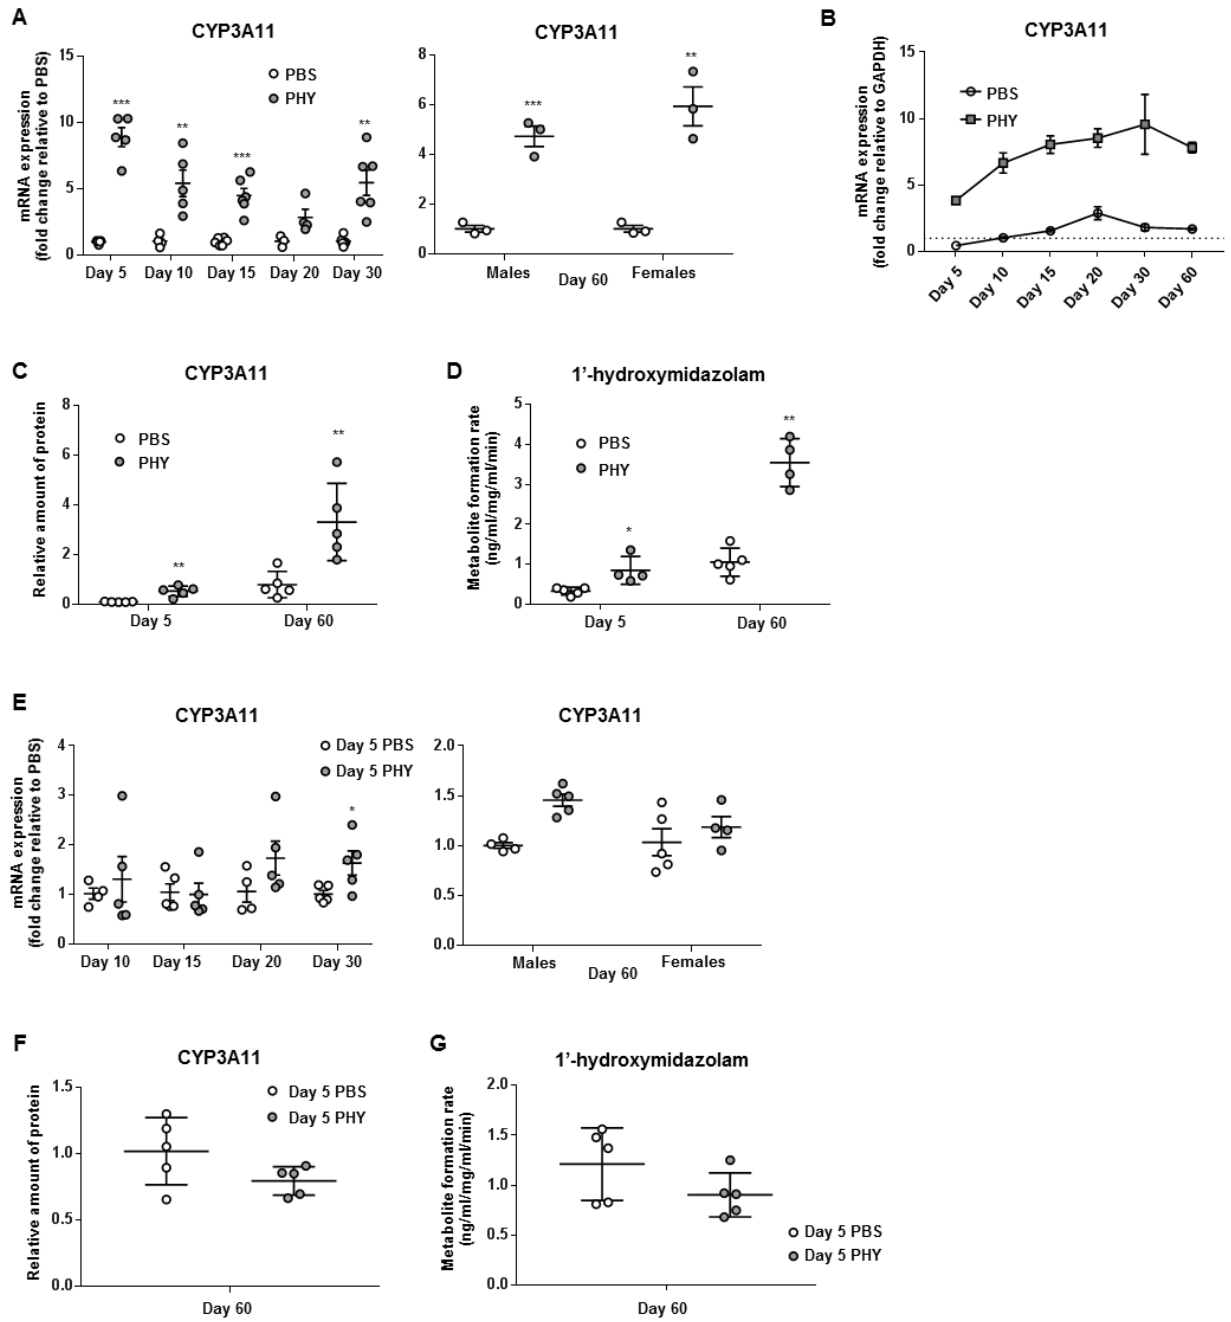 A
CYP3A11
mRNA expression
(fold change relative to PBS)
15
10
5
0
PBS
PHY
***
**
***
**
Day 5
Day 10
Day 15
Day 20
Day 30
CYP3A11
8
6
4
2
0
***
**
Males
Females
Day 60
B
CYP3A11
mRNA expression
(fold change relative to GAPDH)
15
10
5
0
PBS
PHY
Day 5
Day 10
Day 15
Day 20
Day 30
Day 60
C
CYP3A11
Relative amount of protein
8
6
4
2
0
PBS
PHY
**
**
Day 5
Day 60
D
1'-hydroxymidazolam
Metabolite formation rate
(ng/ml/mg/ml/min)
5
4
3
2
1
0
PBS
PHY
*
**
Day 5
Day 60
E
CYP3A11
mRNA expression
(fold change relative to PBS)
4
3
2
1
0
Day 5 PBS
Day 5 PHY
*
Day 10
Day 15
Day 20
Day 30
CYP3A11
2.0
1.5
1.0
0.5
0.0
Males
Females
Day 60
F
CYP3A11
Relative amount of protein
1.5
1.0
0.5
0.0
Day 5 PBS
Day 5 PHY
Day 60
G
1'-hydroxymidazolam
Metabolite formation rate
(ng/ml/mg/ml/min)
2.0
1.5
1.0
0.5
0.0
Day 5 PBS
Day 5 PHY
Day 60